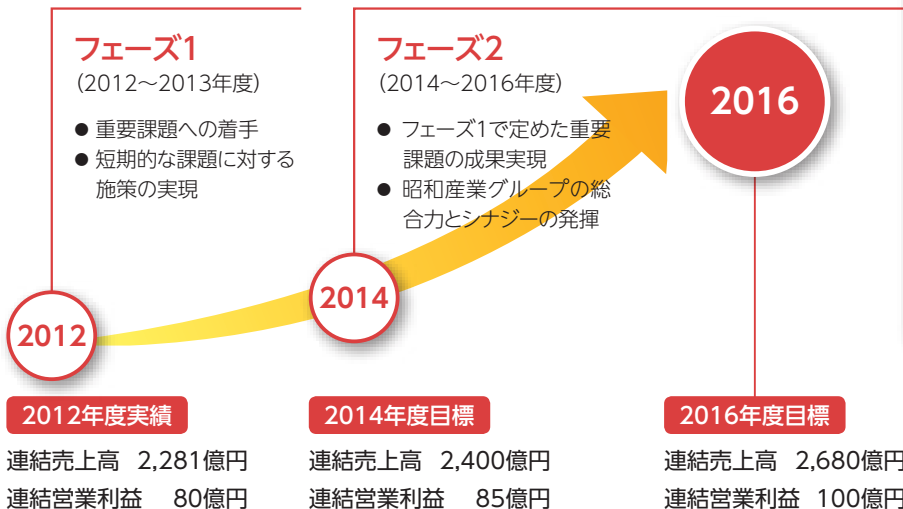 フェーズ1
(2012～2013年度)
● 重要課題への着手
● 短期的な課題に対する
施策の実現
フェーズ2
(2014～2016年度)
● フェーズ1で定めた重要
課題の成果実現
● 昭和産業グループの総
合力とシナジーの発揮
2012
2014
2016
2012年度実績
連結売上高 2,281億円
連結営業利益 80億円
2014年度目標
連結売上高 2,400億円
連結営業利益 85億円
2016年度目標
連結売上高 2,680億円
連結営業利益 100億円